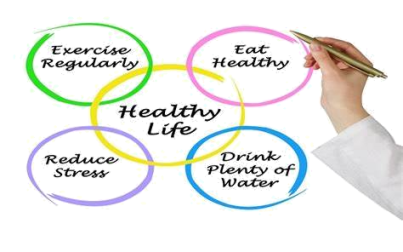 Exercise
Regularly
Eat
Healthy
Healthy
Life
Reduce
Stress
Drink
Plenty of
Water